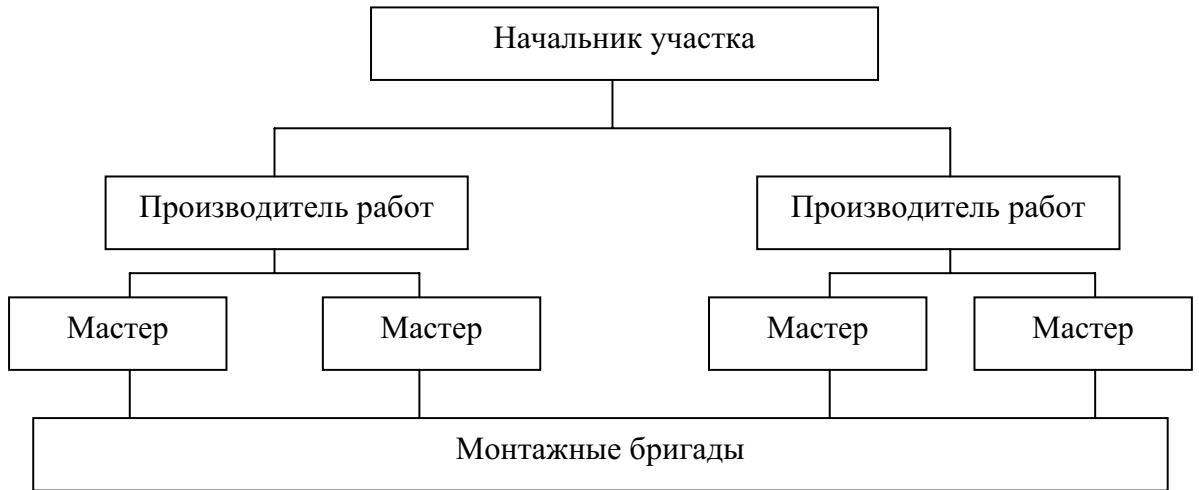 Начальник участка
Производитель работ
Производитель работ
Мастер
Мастер
Мастер
Мастер
Монтажные бригады